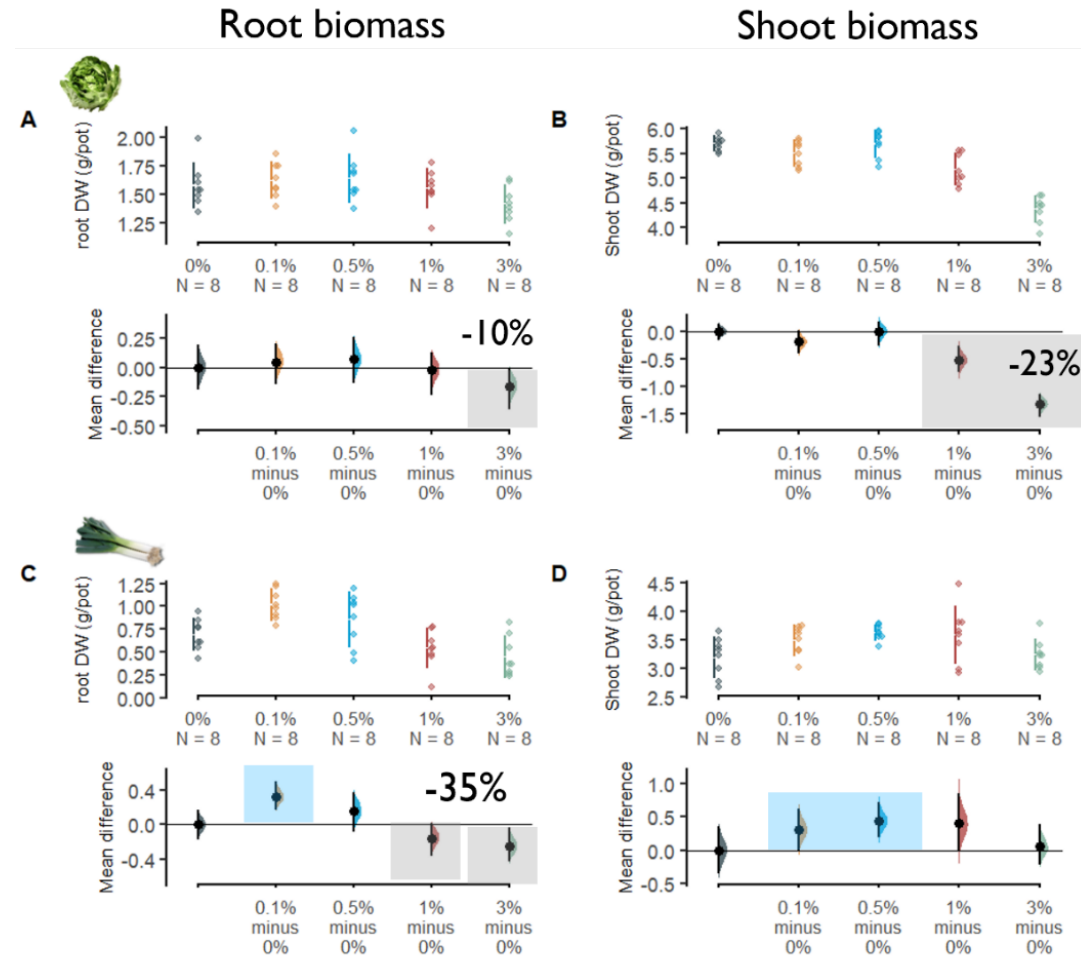 Root biomass
Shoot biomass
A
root DW (g/pot)
2.00
1.75
1.50
1.25
0% 0.1% 0.5% 1% 3%
N = 8 N = 8 N = 8 N = 8 N = 8
Mean difference
0.25
0.00
-0.25
-0.50
-10%
0.1% 0.5% 1% 3%
minus minus minus minus
0% 0% 0% 0%
B
Shoot DW (g/pot)
6.0
5.5
5.0
4.5
4.0
0% 0.1% 0.5% 1% 3%
N = 8 N = 8 N = 8 N = 8 N = 8
Mean difference
0.0
-0.5
-1.0
-1.5
-23%
0.1% 0.5% 1% 3%
minus minus minus minus
0% 0% 0% 0%
C
root DW (g/pot)
1.25
1.00
0.75
0.50
0.25
0.00
0% 0.1% 0.5% 1% 3%
N = 8 N = 8 N = 8 N = 8 N = 8
Mean difference
0.4
0.0
-0.4
-35%
0.1% 0.5% 1% 3%
minus minus minus minus
0% 0% 0% 0%
D
Shoot DW (g/pot)
4.5
4.0
3.5
3.0
2.5
0% 0.1% 0.5% 1% 3%
N = 8 N = 8 N = 8 N = 8 N = 8
Mean difference
1.0
0.5
0.0
-0.5
0.1% 0.5% 1% 3%
minus minus minus minus
0% 0% 0% 0%